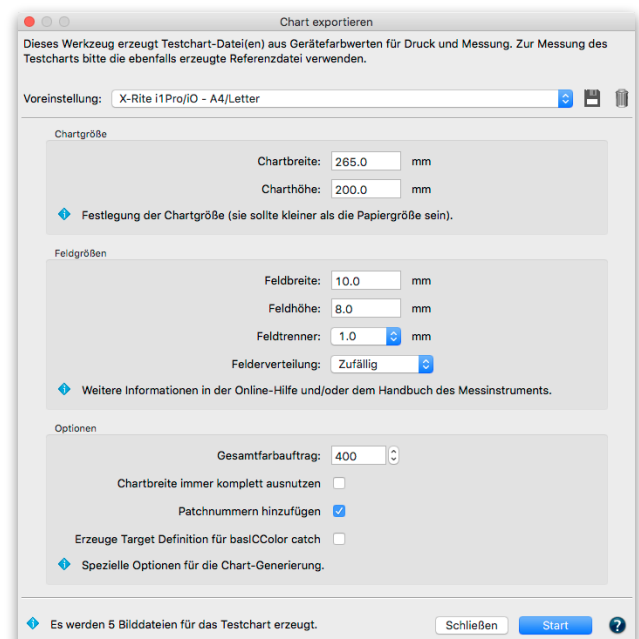 Chart exportieren
Dieses Werkzeug erzeugt Testchart-Datei(en) aus Gerätefarbwerten für Druck und Messung. Zur Messung des
Testcharts bitte die ebenfalls erzeugte Referenzdatei verwenden.
Voreinstellung: X-Rite i1Pro/iO - A4/Letter
Chartgröße
Chartbreite: 265.0 mm
Charthöhe: 200.0 mm
Festlegung der Chartgröße (sie sollte kleiner als die Papiergröße sein).
Feldgrößen
Feldbreite: 10.0 mm
Feldhöhe: 8.0 mm
Feldtrenner: 1.0 mm
Felderverteilung: Zufällig
Weitere Informationen in der Online-Hilfe und/oder dem Handbuch des Messinstruments.
Optionen
Gesamtfarbauftrag: 400
Chartbreite immer komplett ausnutzen
Patchnummern hinzufügen
Erzeuge Target Definition für basICColor catch
Spezielle Optionen für die Chart-Generierung.
Es werden 5 Bilddateien für das Testchart erzeugt. Schließen Start ?